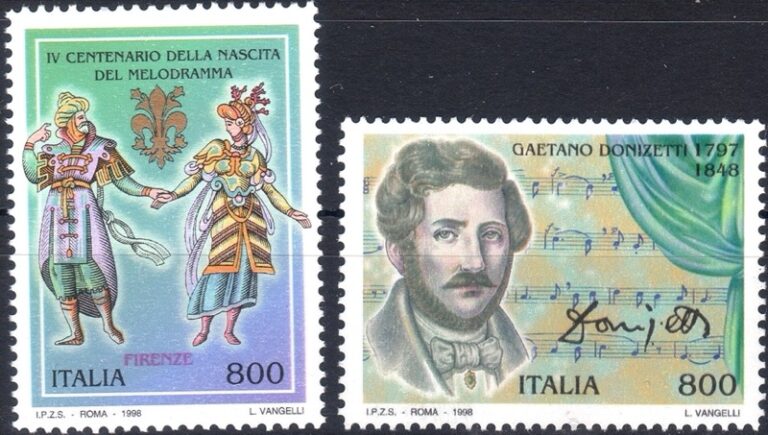 IV CENTENARIO DELLA NASCITA
DEL MELODRAMMA
FIRENZE
ITALIA 800
I.P.Z.S. - ROMA - 1998 L. VANGELLI
GAETANO DONIZETTI 1797
1848
Donizetti
ITALIA 800
I.P.Z.S. - ROMA - 1998 L. VANGELLI